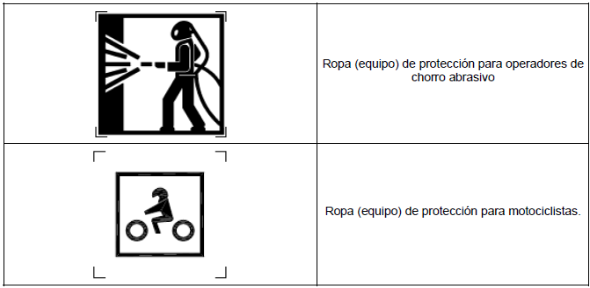 Ropa (equipo) de protección para operadores de
chorro abrasivo
Ropa (equipo) de protección para motociclistas.